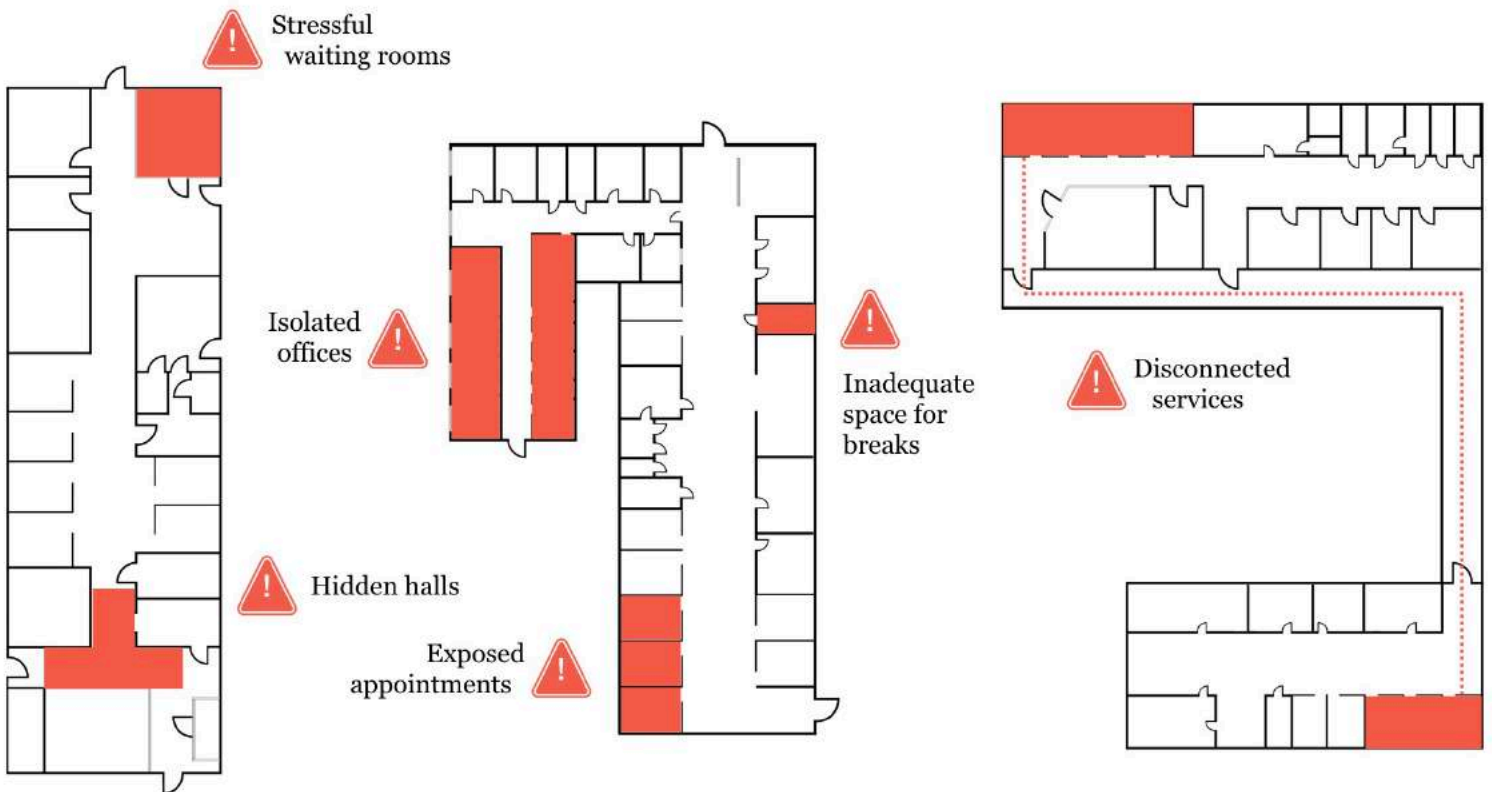 Stressful
waiting rooms
Isolated
offices
Inadequate
space for
breaks
Disconnected
services
Hidden halls
Exposed
appointments